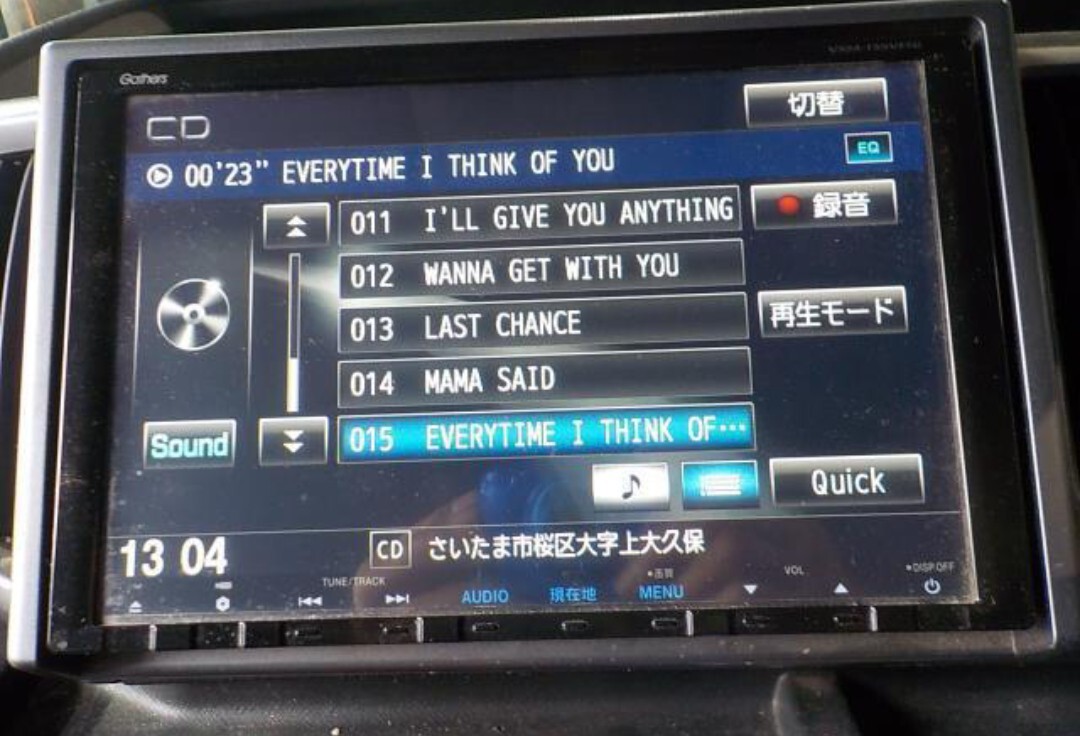 Gathers
CD
切替
00'23" EVERYTIME I THINK OF YOU
EQ
011 I'LL GIVE YOU ANYTHING
録音
012 WANNA GET WITH YOU
013 LAST CHANCE
再生モード
014 MAMA SAID
015 EVERYTIME I THINK OF…
Sound
Quick
13 04
CD さいたま市桜区大字上大久保
TUNE/TRACK
AUDIO
現在地
•画質
MENU
VOL
•DISP OFF